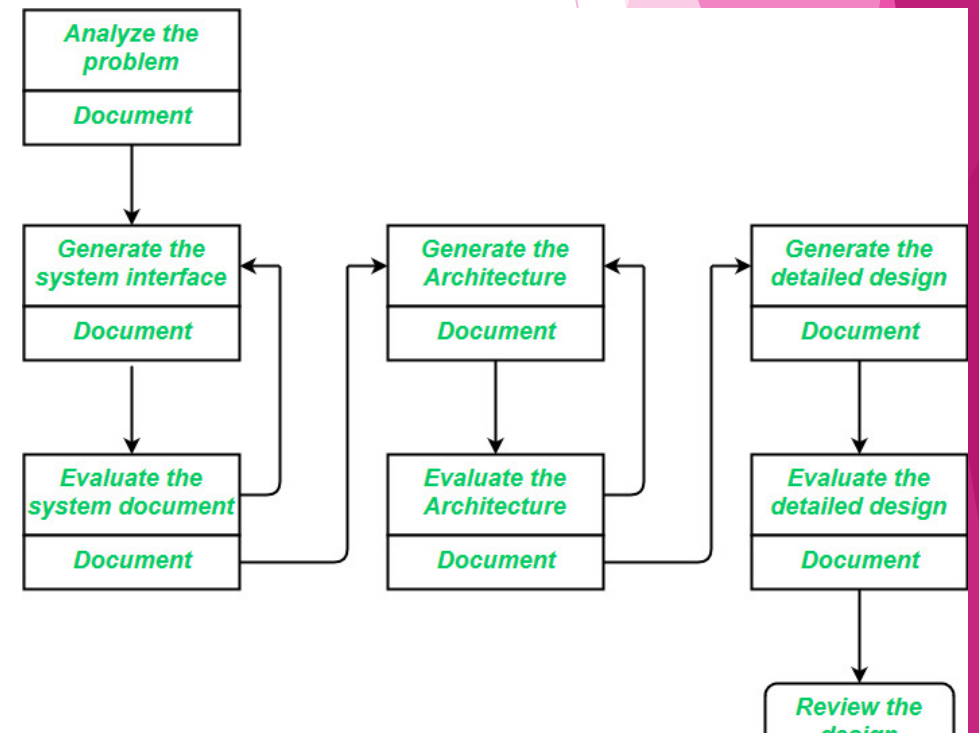 Analyze the
problem
Document
Generate the
system interface
Document
Evaluate the
system document
Document
Generate the
Architecture
Document
Evaluate the
Architecture
Document
Generate the
detailed design
Document
Evaluate the
detailed design
Document
Review the
design